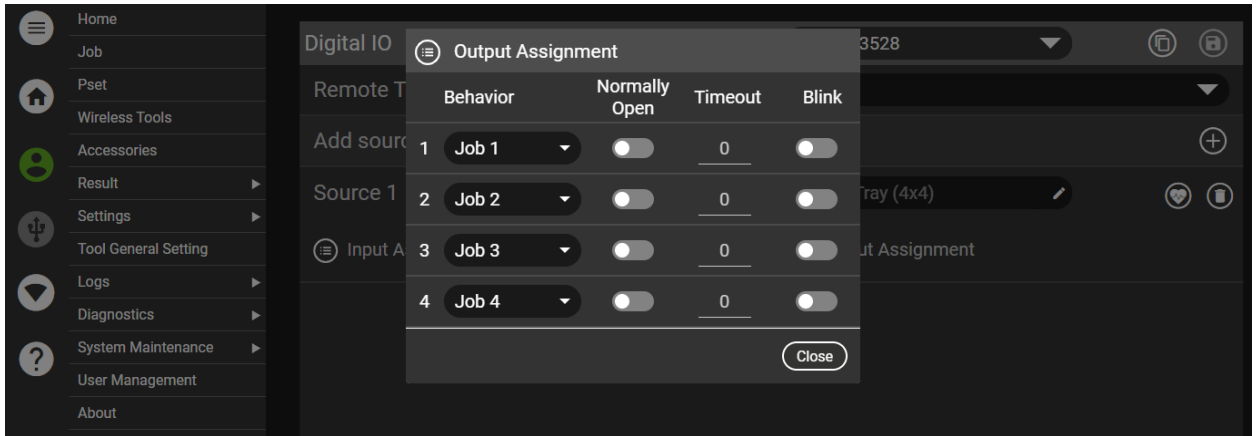 Home
Job
Pset
Wireless Tools
Accessories
Result
Settings
Tool General Setting
Logs
Diagnostics
System Maintenance
User Management
About
Digital IO
3528
Remote T
Add sourc
Source 1
Tray (4x4)
Input A
ut Assignment
Output Assignment
Behavior Normally Open Timeout Blink
1 Job 1 0
2 Job 2 0
3 Job 3 0
4 Job 4 0
Close